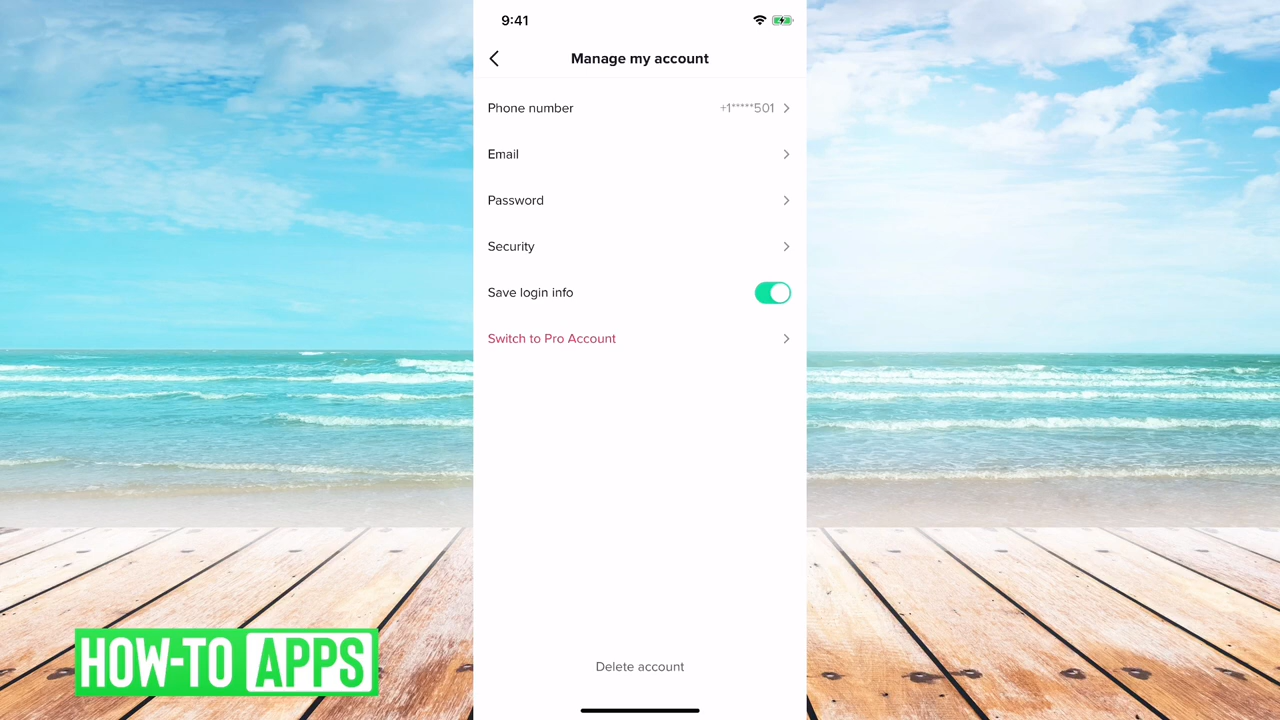 9:41
Manage my account
Phone number +1*****501
Email
Password
Security
Save login info
Switch to Pro Account
Delete account
HOW-TO APPS